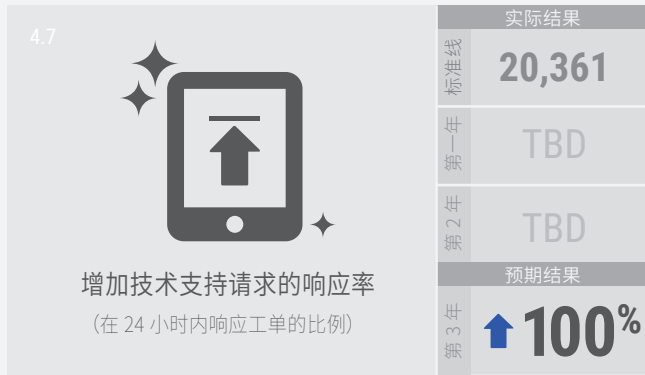 4.7
增加技术支持请求的响应率
（在 24 小时内响应工单的比例）
实际结果
标准线
20,361
第一年
TBD
第 2 年
TBD
预期结果
第 3 年
100%